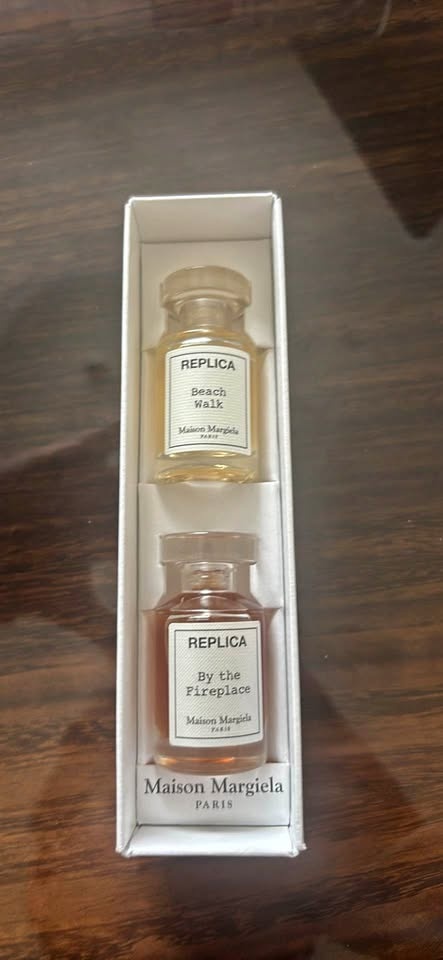 REPLICA
Beach
Walk
Maison Margiela
PARIS
REPLICA
By the
Fireplace
Maison Margiela
PARIS
Maison Margiela
PARIS